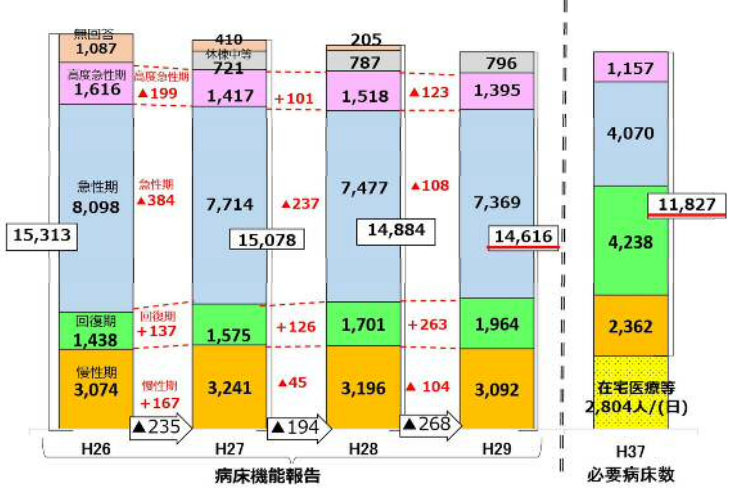 無回答
1,087
高度急性期
1,616
急性期
8,098
15,313
回復期
1,438
慢性期
3,074
高度急性期
▲199
急性期
▲384
回復期
+137
慢性期
+167
▲235
410
休棟中等
721
1,417
7,714
15,078
1,575
3,241
+101
▲237
+126
▲45
▲194
205
787
1,518
7,477
14,884
1,701
3,196
▲123
▲108
+263
▲ 104
▲268
796
1,395
7,369
14,616
1,964
3,092
1,157
4,070
11,827
4,238
2,362
在宅医療等
2,804人/(日)
H26
H27
H28
H29
H37
病床機能報告
必要病床数